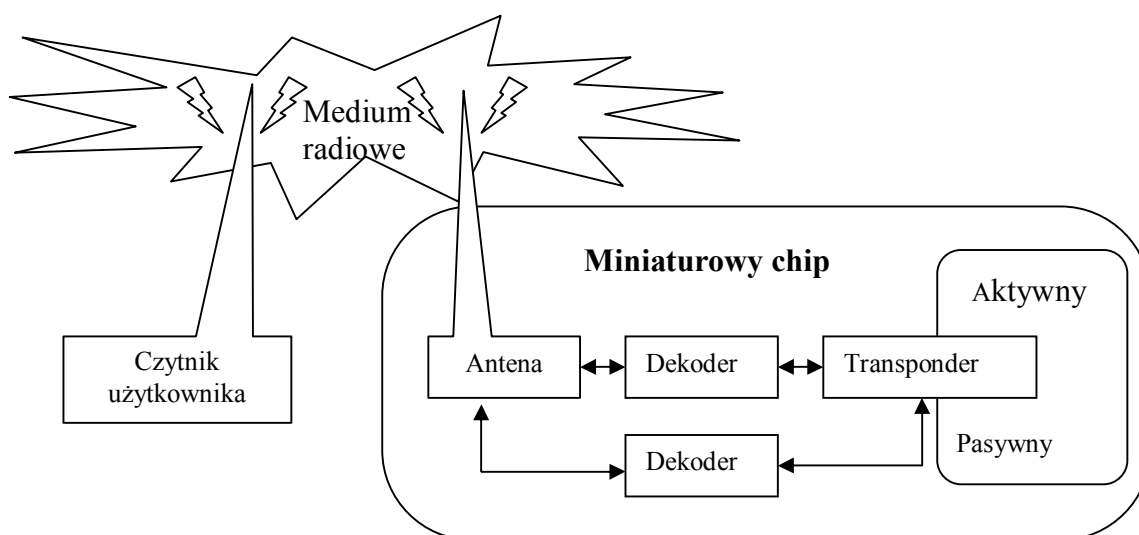 Medium
radiowe
Miniaturowy chip
Aktywny
Czytnik
użytkownika
Antena
Dekoder
Transponder
Dekoder
Pasywny